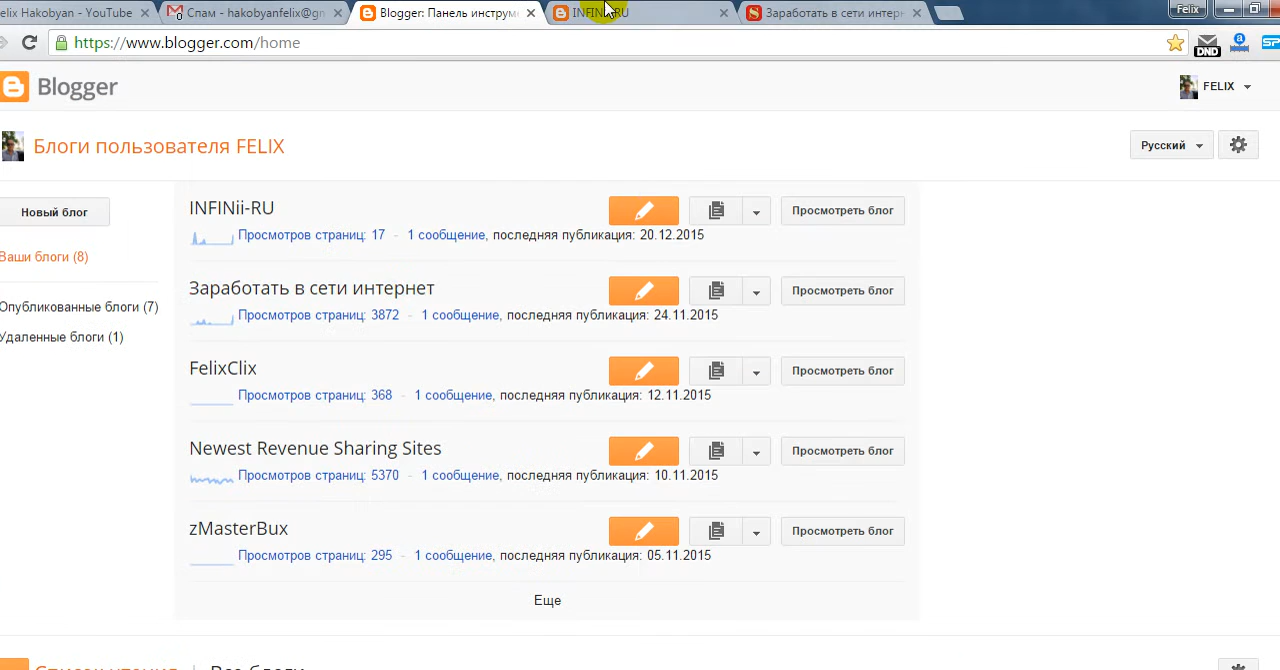 elix Hakobyan - YouTube
Спам - hakobyanfelix@gm
Blogger: Панель инструме
INFINii-RU
Заработать в сети интерн
Felix
https://www.blogger.com/home
DND
Blogger
FELIX
Блоги пользователя FELIX
Русский
Новый блог
Ваши блоги (8)
Опубликованные блоги (7)
Удаленные блоги (1)
INFINii-RU
Просмотров страниц: 17 - 1 сообщение, последняя публикация: 20.12.2015
Просмотреть блог
Заработать в сети интернет
Просмотров страниц: 3872 - 1 сообщение, последняя публикация: 24.11.2015
Просмотреть блог
FelixClix
Просмотров страниц: 368 - 1 сообщение, последняя публикация: 12.11.2015
Просмотреть блог
Newest Revenue Sharing Sites
Просмотров страниц: 5370 - 1 сообщение, последняя публикация: 10.11.2015
Просмотреть блог
zMasterBux
Просмотров страниц: 295 - 1 сообщение, последняя публикация: 05.11.2015
Просмотреть блог
Еще
Список чтения | Все блоги